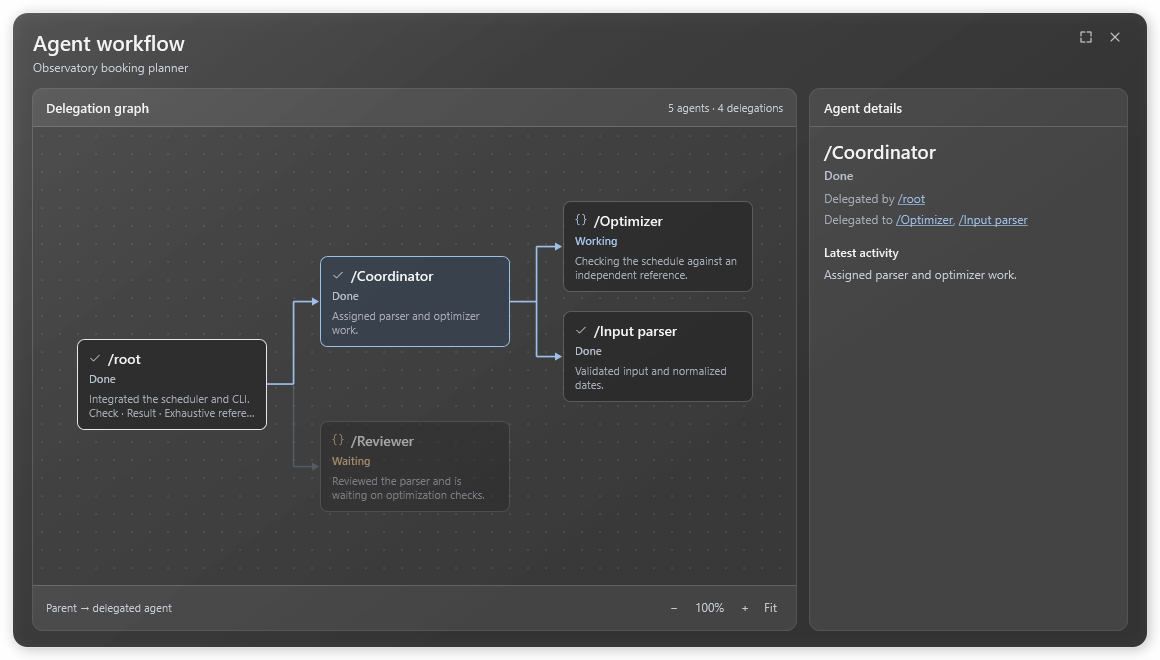 Agent workflow
Observatory booking planner
Delegation graph
5 agents · 4 delegations
/root
Done
Integrated the scheduler and CLI.
Check · Result · Exhaustive refere...
/Coordinator
Done
Assigned parser and optimizer
work.
/Reviewer
Waiting
Reviewed the parser and is
waiting on optimization checks.
{} /Optimizer
Working
Checking the schedule against an
independent reference.
/Input parser
Done
Validated input and normalized
dates.
Parent → delegated agent
− 100% + Fit
Agent details
/Coordinator
Done
Delegated by /root
Delegated to /Optimizer, /Input parser
Latest activity
Assigned parser and optimizer work.